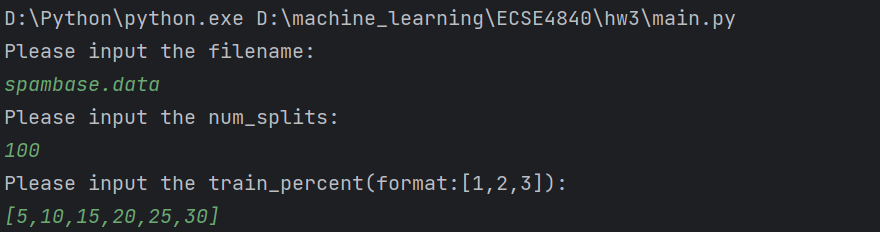 D:\Python\python.exe D:\machine_learning\ECSE4840\hw3\main.py
Please input the filename:
spambase.data
Please input the num_splits:
100
Please input the train_percent(format:[1,2,3]):
[5,10,15,20,25,30]